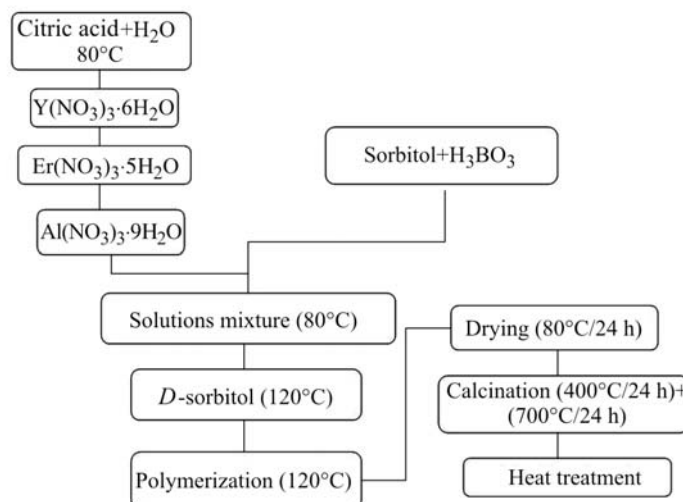 Citric acid+H₂O
80°C
Y(NO₃)₃·6H₂O
Er(NO₃)₃·5H₂O
Al(NO₃)₃·9H₂O
Sorbitol+H₃BO₃
Solutions mixture (80°C)
D-sorbitol (120°C)
Polymerization (120°C)
Drying (80°C/24 h)
Calcination (400°C/24 h)+
(700°C/24 h)
Heat treatment